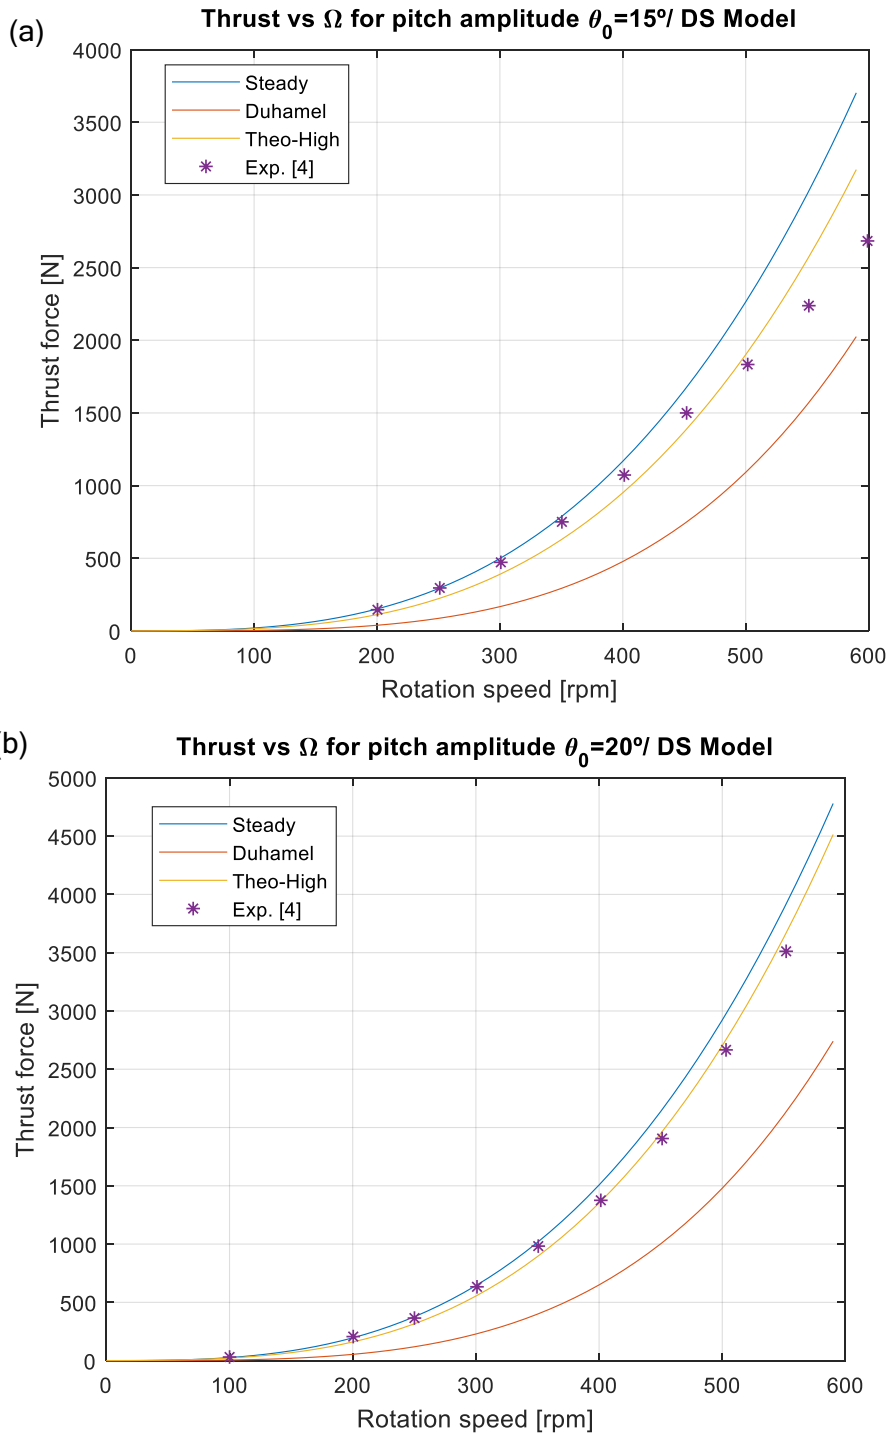 (a)
Thrust vs Ω for pitch amplitude θ0=15º/ DS Model
4000
3500
3000
2500
2000
1500
1000
500
0
Thrust force [N]
Steady
Duhamel
Theo-High
Exp. [4]
0 100 200 300 400 500 600
Rotation speed [rpm]
(b)
Thrust vs Ω for pitch amplitude θ0=20º/ DS Model
5000
4500
4000
3500
3000
2500
2000
1500
1000
500
0
Thrust force [N]
Steady
Duhamel
Theo-High
Exp. [4]
0 100 200 300 400 500 600
Rotation speed [rpm]